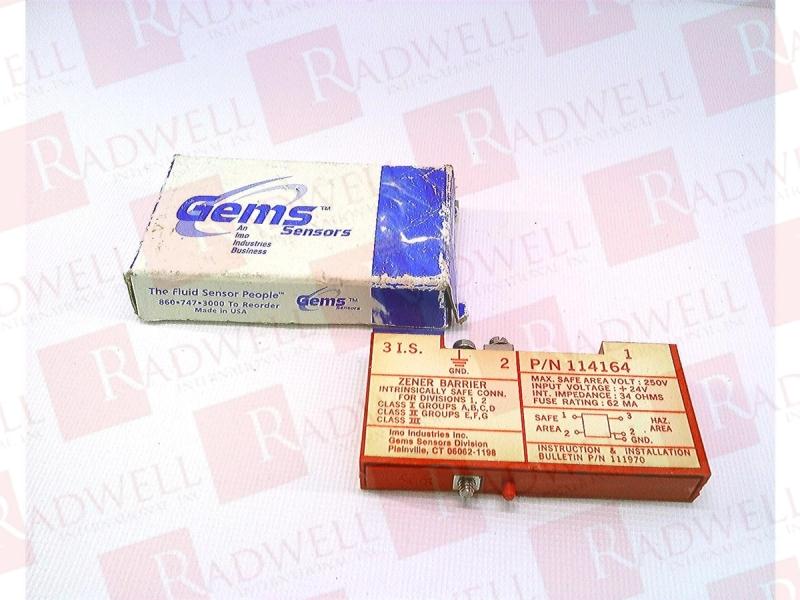 RADWELL
INTERNATIONAL, INC.
Gems™
Sensors
An
Imo
Industries
Business
The Fluid Sensor People™
860•747•3000 To Reorder
Made in USA
Gems™
Sensors
3 I.S.
GND.
2
ZENER BARRIER
INTRINSICALLY SAFE CONN.
FOR DIVISIONS 1, 2
CLASS I GROUPS A,B,C,D
CLASS II GROUPS E,F,G
CLASS III
Imo Industries Inc.
Gems Sensors Division
Plainville, CT 06062-1198
1
P/N 114164
MAX. SAFE AREA VOLT : 250V
INPUT VOLTAGE : +24V
INT. IMPEDANCE : 34 OHMS
FUSE RATING : 62 MA
SAFE 1 3 HAZ.
AREA 2 2 AREA
GND.
INSTRUCTION & INSTALLATION
BULLETIN P/N 111970